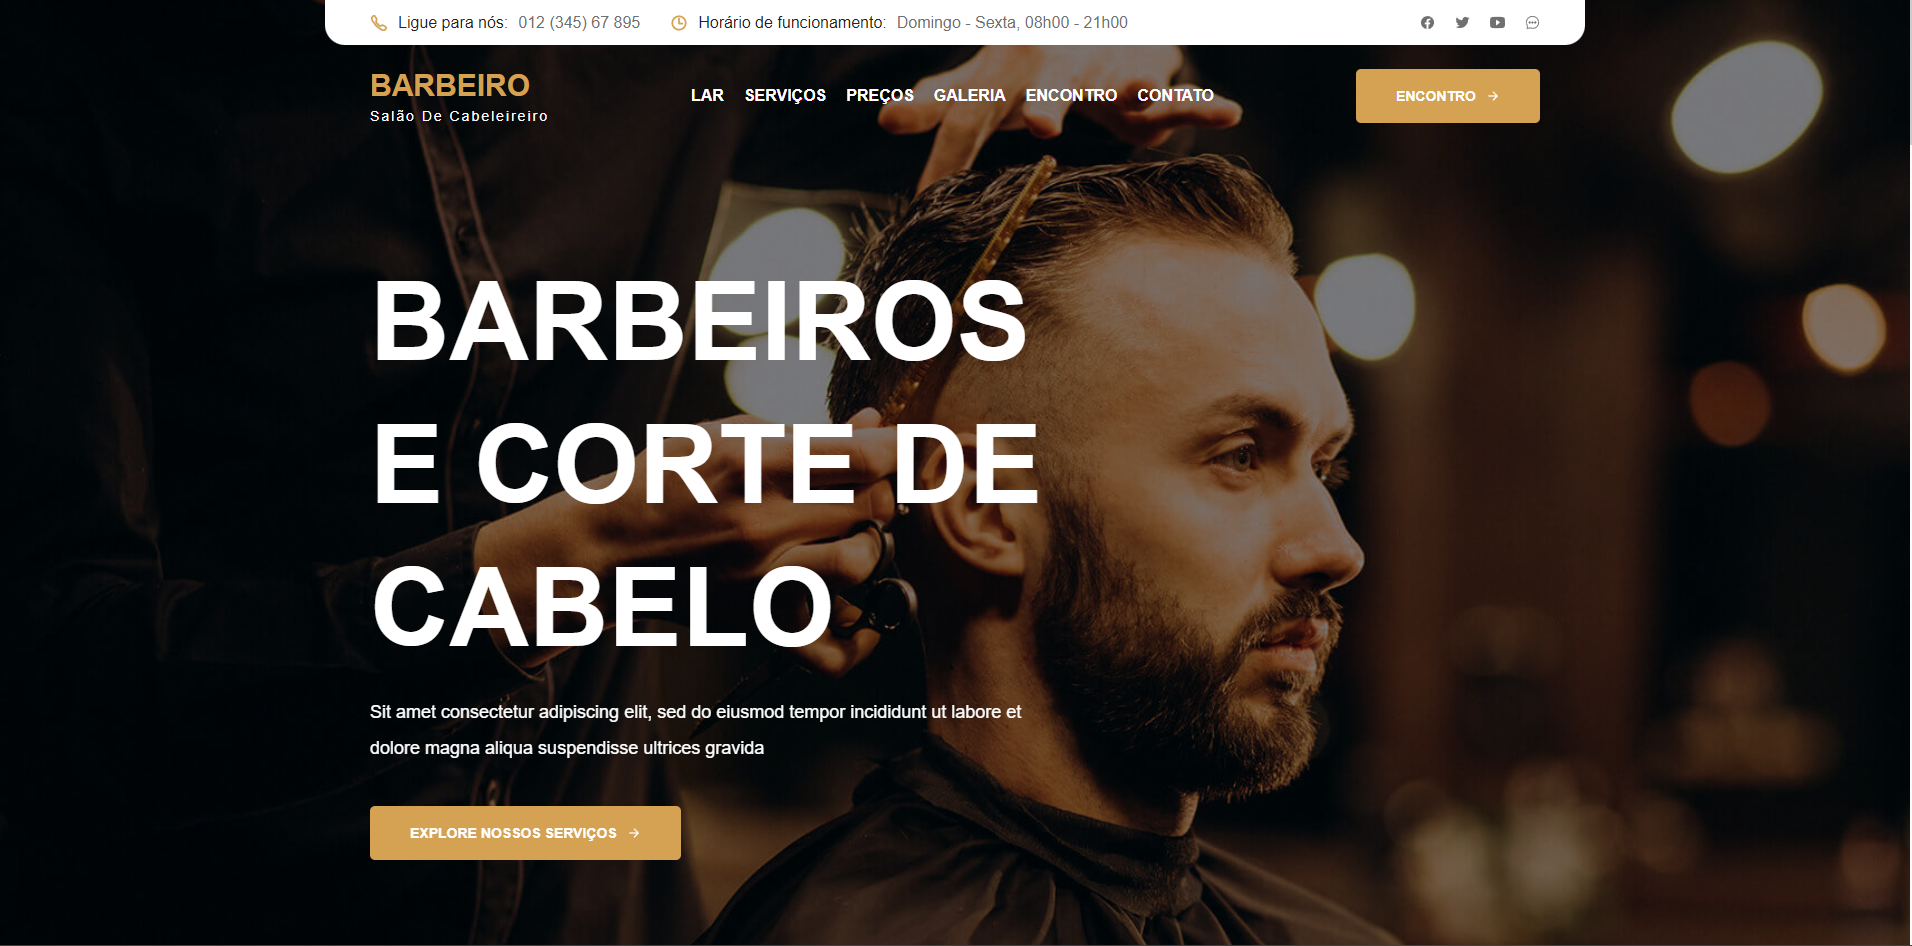 Ligue para nós: 012 (345) 67 895 Horário de funcionamento: Domingo - Sexta, 08h00 - 21h00
BARBEIRO
Salão De Cabeleireiro
LAR SERVIÇOS PREÇOS GALERIA ENCONTRO CONTATO
ENCONTRO
BARBEIROS
E CORTE DE
CABELO
Sit amet consectetur adipiscing elit, sed do eiusmod tempor incididunt ut labore et
dolore magna aliqua suspendisse ultrices gravida
EXPLORE NOSSOS SERVIÇOS